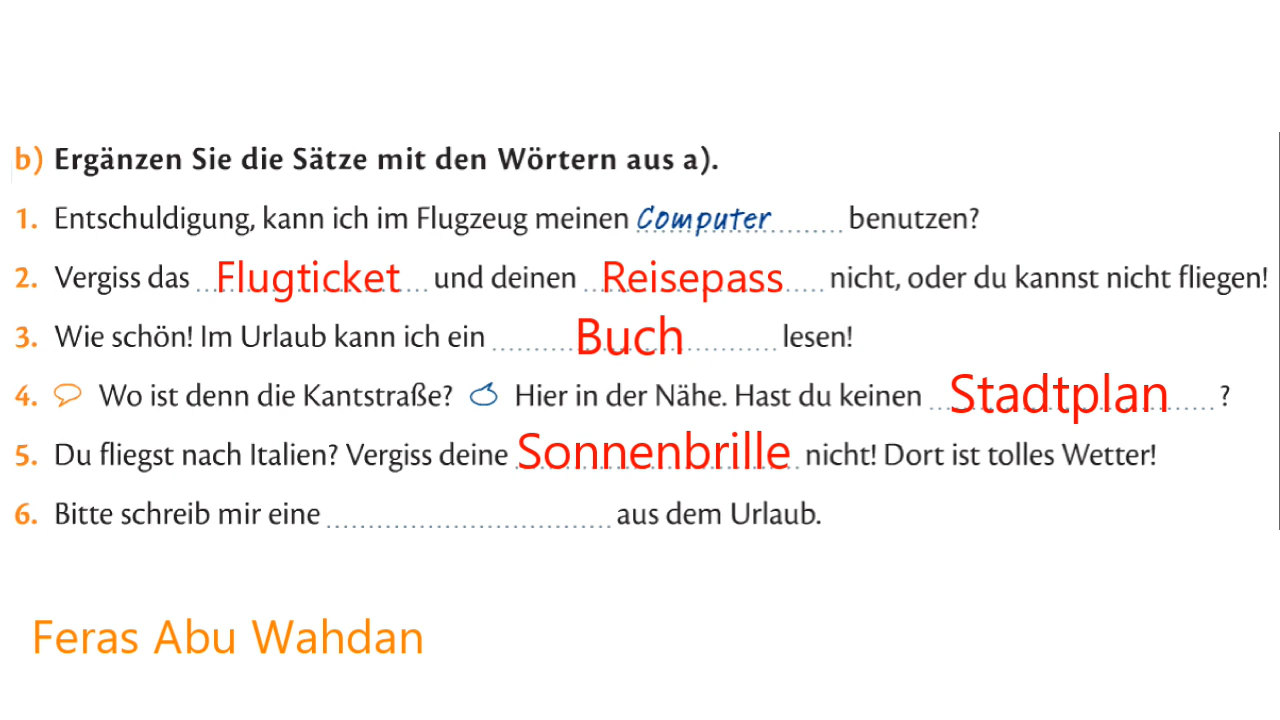 b) Ergänzen Sie die Sätze mit den Wörtern aus a).
1. Entschuldigung, kann ich im Flugzeug meinen Computer benutzen?
2. Vergiss das Flugticket und deinen Reisepass nicht, oder du kannst nicht fliegen!
3. Wie schön! Im Urlaub kann ich ein Buch lesen!
4. Wo ist denn die Kantstraße? Hier in der Nähe. Hast du keinen Stadtplan ?
5. Du fliegst nach Italien? Vergiss deine Sonnenbrille nicht! Dort ist tolles Wetter!
6. Bitte schreib mir eine ............................ aus dem Urlaub.
Feras Abu Wahdan